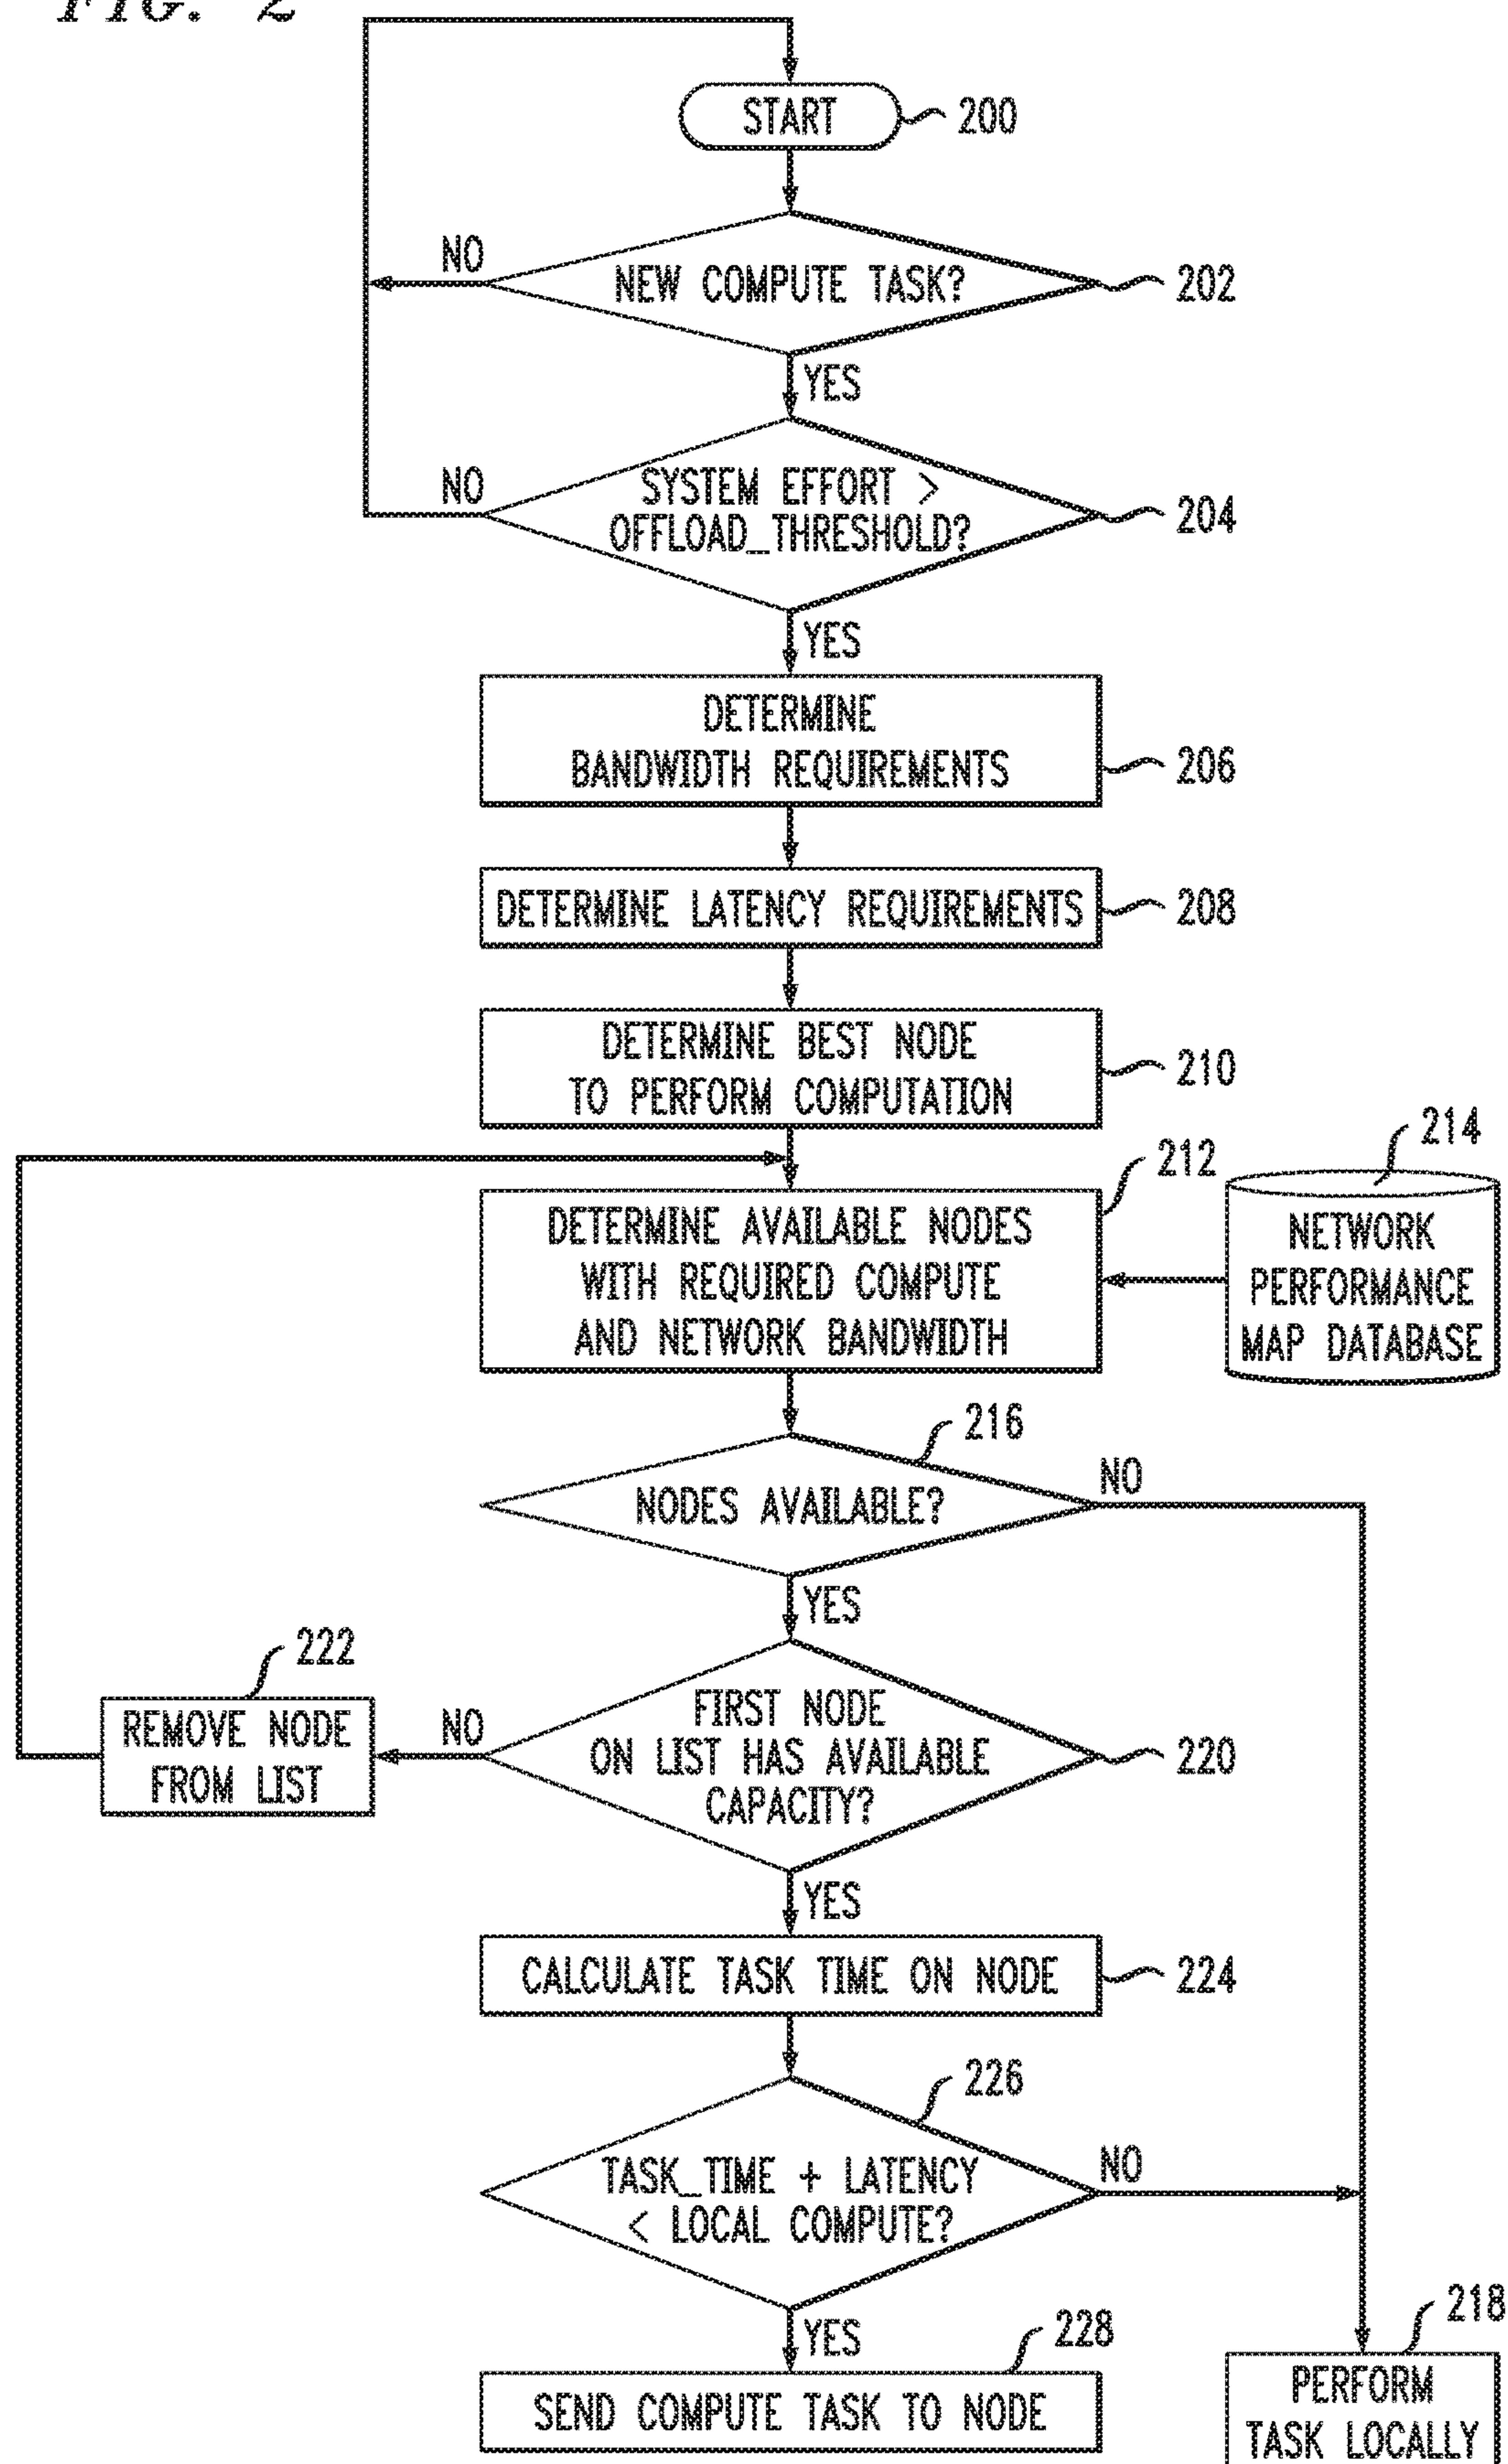 FIG. 2
START
200
NO
NEW COMPUTE TASK?
202
YES
NO
SYSTEM EFFORT >
OFFLOAD_THRESHOLD?
204
YES
DETERMINE
BANDWIDTH REQUIREMENTS
206
DETERMINE LATENCY REQUIREMENTS
208
DETERMINE BEST NODE
TO PERFORM COMPUTATION
210
212
DETERMINE AVAILABLE NODES
WITH REQUIRED COMPUTE
AND NETWORK BANDWIDTH
214
NETWORK
PERFORMANCE
MAP DATABASE
216
NODES AVAILABLE?
NO
YES
222
REMOVE NODE
FROM LIST
NO
FIRST NODE
ON LIST HAS AVAILABLE
CAPACITY?
220
YES
CALCULATE TASK TIME ON NODE
224
226
TASK_TIME + LATENCY
< LOCAL COMPUTE?
NO
YES
228
SEND COMPUTE TASK TO NODE
218
PERFORM
TASK LOCALLY